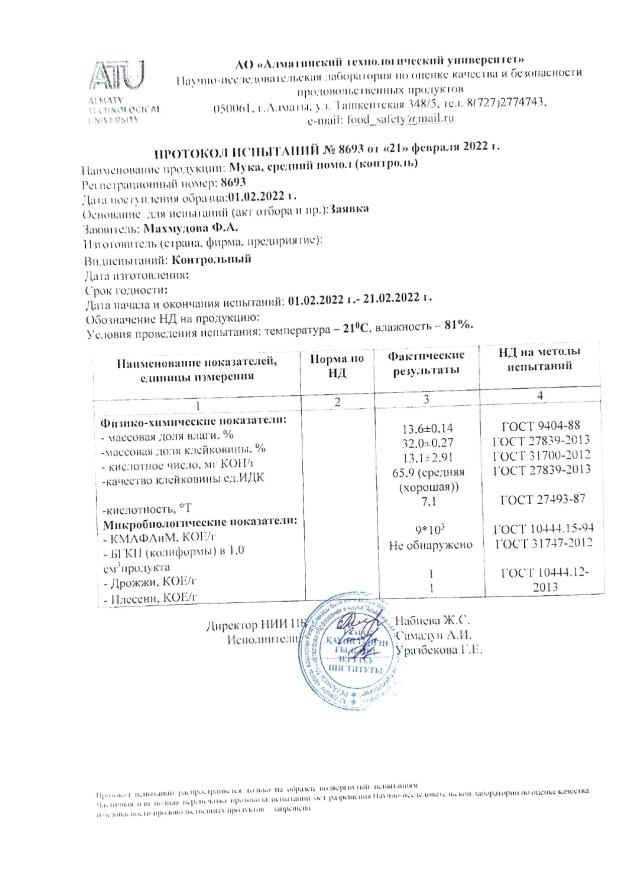 ATU
ALMATY
TECHNOLOGICAL
UNIVERSITY
АО «Алматинский технологический университет»
Научно-исследовательская лаборатория по оценке качества и безопасности
продовольственных продуктов
050061, г.Алматы, ул. Ташкентская 348/5, тел. 8(727)2774743,
e-mail: food_safety@mail.ru
ПРОТОКОЛ ИСПЫТАНИЙ № 8693 от «21» февраля 2022 г.
Наименование продукции: Мука, средний помол (контроль)
Регистрационный номер: 8693
Дата поступления образца:01.02.2022 г.
Основание для испытаний (акт отбора и пр.):Заявка
Заявитель: Махмудова Ф.А.
Изготовитель (страна, фирма, предприятие):
Видиспытаний: Контрольный
Дата изготовления:
Срок годности:
Дата начала и окончания испытаний: 01.02.2022 г.- 21.02.2022 г.
Обозначение НД на продукцию:
Условия проведения испытания: температура – 21⁰С, влажность – 81%.
Наименование показателей, единицы измерения Норма по НД Фактические результаты НД на методы испытаний
1 2 3 4
Физико-химические показатели:
- массовая доля влаги, % 13,6±0,14 ГОСТ 9404-88
-массовая доля клейковины, % 32,0±0,27 ГОСТ 27839-2013
- кислотное число, мг КОН/г 13,1±2,91 ГОСТ 31700-2012
-качество клейковины ед.ИДК 65,9 (средняя (хорошая)) ГОСТ 27839-2013
-кислотность, °Т 7,1 ГОСТ 27493-87
Микробиологические показатели:
- КМАФАнМ, КОЕ/г 9*10³ ГОСТ 10444.15-94
- БГКП (колиформы) в 1,0 Не обнаружено ГОСТ 31747-2012
см³продукта
- Дрожжи, КОЕ/г 1 ГОСТ 10444.12-
- Плесени, КОЕ/г 1 2013
Директор НИИ ПБ Набиева Ж.С.
Исполнители: Самадун А.И.
Уразбекова Г.Е.
ТАМАҚ
ҚАУІПСІЗДІГІ
ҒЫЛЫМИ
ЗЕРТТЕУ
ИНСТИТУТЫ
Протокол испытаний распространяется только на образец, подвергнутый испытаниям
Частичная или полная перепечатка протокола испытаний без разрешения Научно-исследовательской лаборатории по оценке качества
и безопасности продовольственных продуктов запрещена